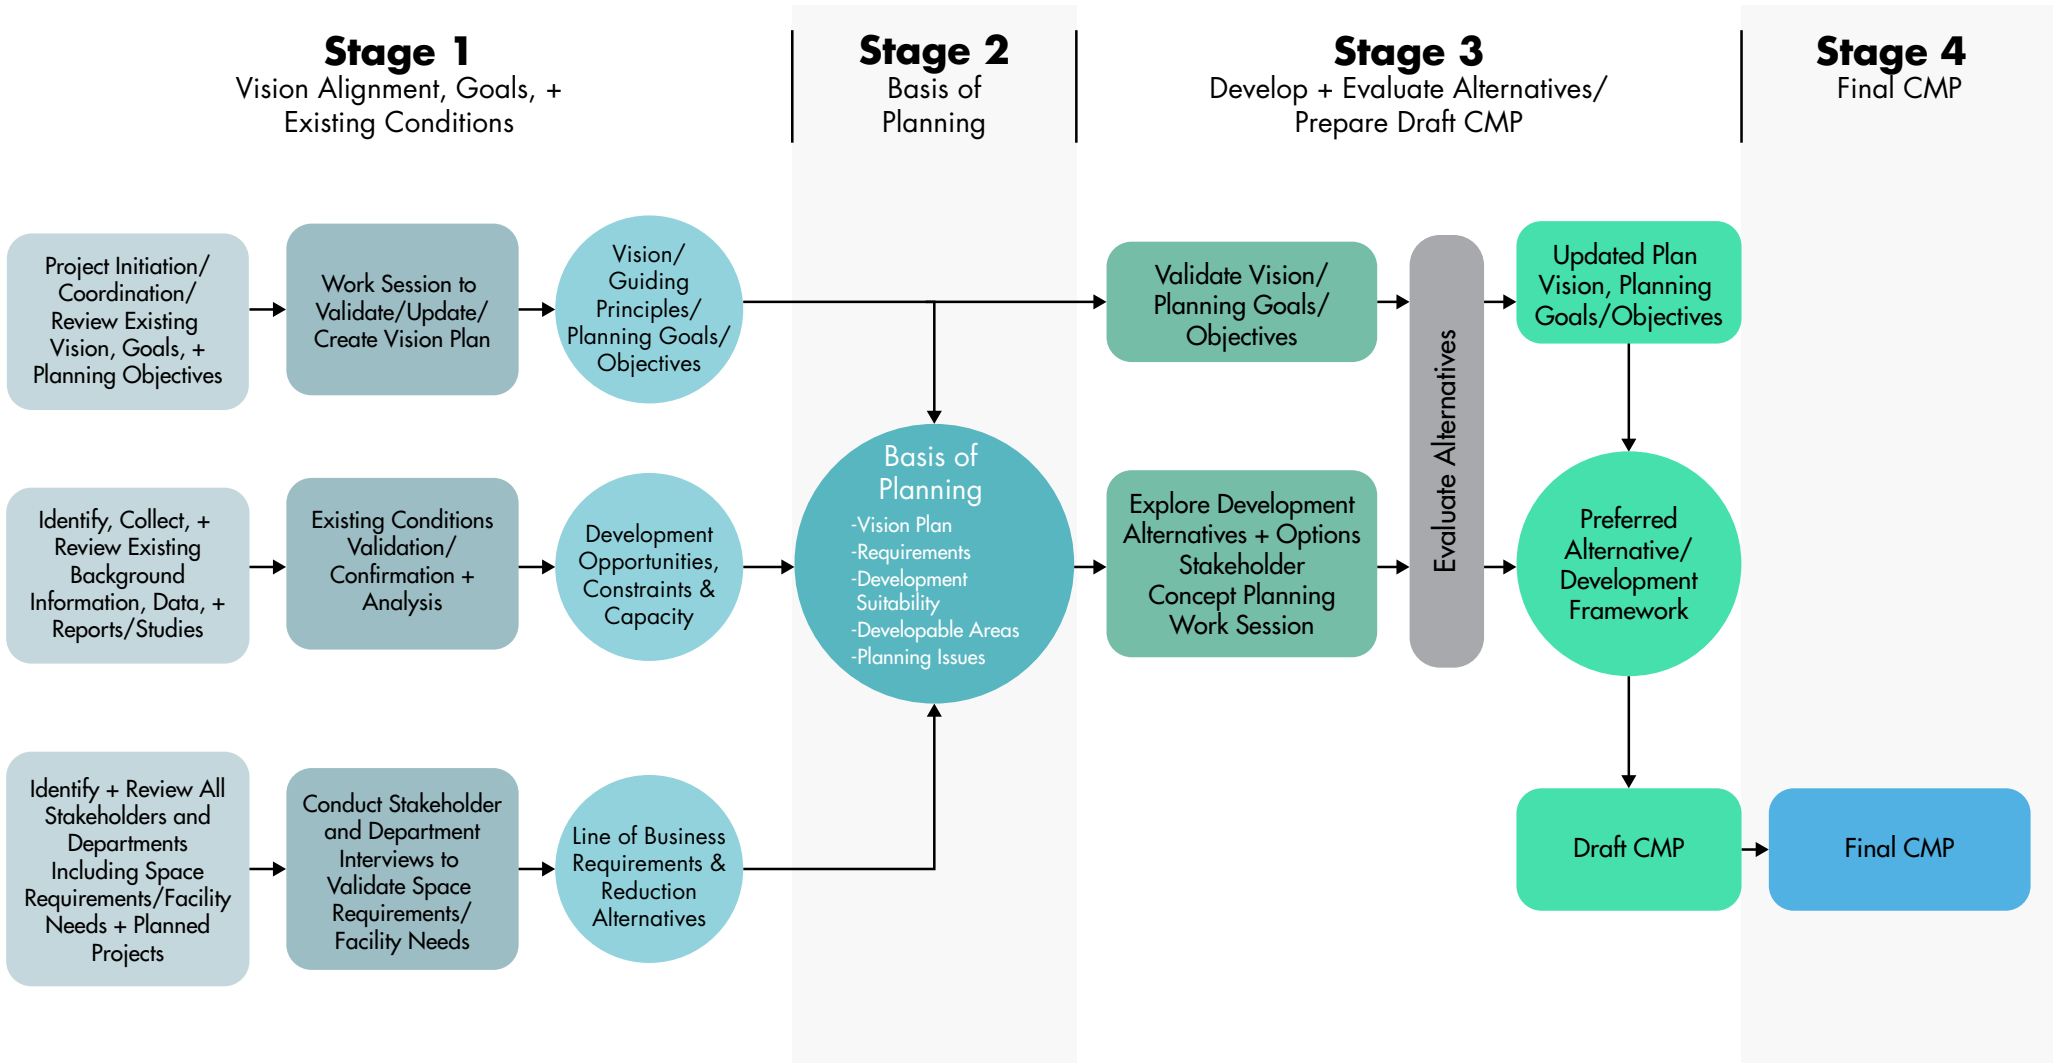 Stage 1
Vision Alignment, Goals, +
Existing Conditions
Stage 2
Basis of
Planning
Stage 3
Develop + Evaluate Alternatives/
Prepare Draft CMP
Stage 4
Final CMP
Project Initiation/
Coordination/
Review Existing
Vision, Goals, +
Planning Objectives
Work Session to
Validate/Update/
Create Vision Plan
Vision/
Guiding
Principles/
Planning Goals/
Objectives
Validate Vision/
Planning Goals/
Objectives
Evaluate Alternatives
Updated Plan
Vision, Planning
Goals/Objectives
Identify, Collect, +
Review Existing
Background
Information, Data, +
Reports/Studies
Existing Conditions
Validation/
Confirmation +
Analysis
Development
Opportunities,
Constraints &
Capacity
Basis of
Planning
-Vision Plan
-Requirements
-Development
Suitability
-Developable Areas
-Planning Issues
Explore Development
Alternatives + Options
Stakeholder
Concept Planning
Work Session
Preferred
Alternative/
Development
Framework
Identify + Review All
Stakeholders and
Departments
Including Space
Requirements/Facility
Needs + Planned
Projects
Conduct Stakeholder
and Department
Interviews to
Validate Space
Requirements/
Facility Needs
Line of Business
Requirements &
Reduction
Alternatives
Draft CMP
Final CMP